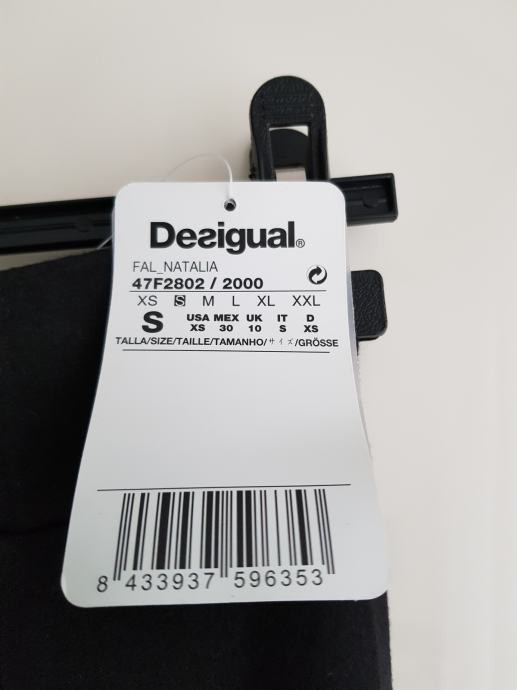 Desigual®
FAL_NATALIA
47F2802 / 2000
XS S M L XL XXL
S
USA MEX UK IT D
XS 30 10 S XS
TALLA/SIZE/TAILLE/TAMANHO/サイズ/GRÖSSE
8 433937 596353